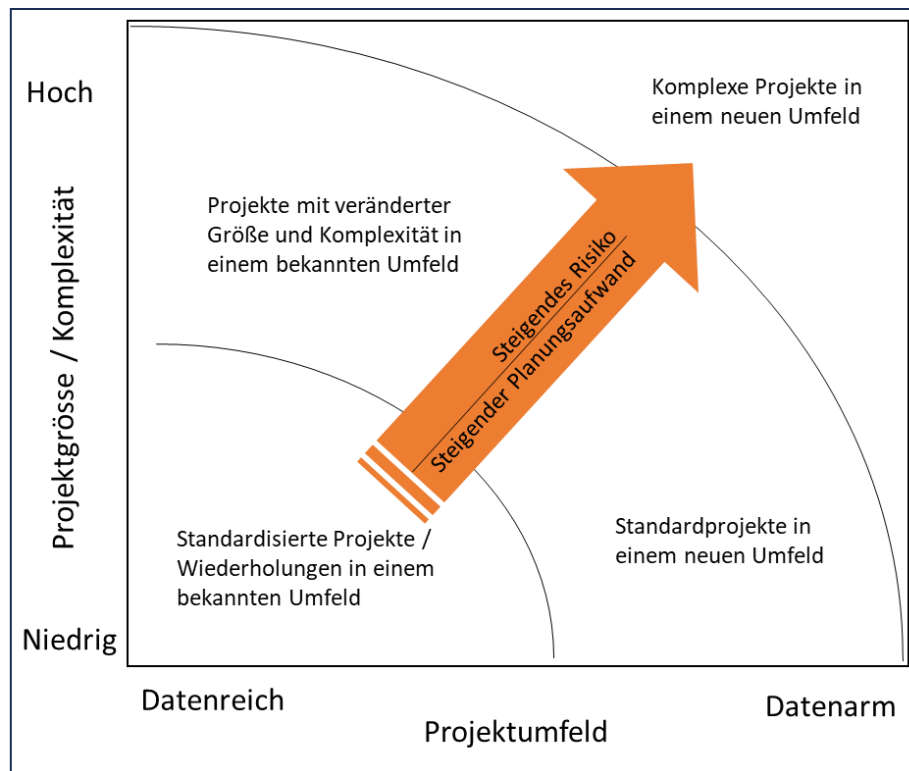 Hoch
Komplexe Projekte in
einem neuen Umfeld
Projektgrösse / Komplexität
Projekte mit veränderter
Größe und Komplexität in
einem bekannten Umfeld
Steigendes Risiko
Steigender Planungsaufwand
Standardisierte Projekte /
Wiederholungen in einem
bekannten Umfeld
Standardprojekte in
einem neuen Umfeld
Niedrig
Datenreich
Datenarm
Projektumfeld